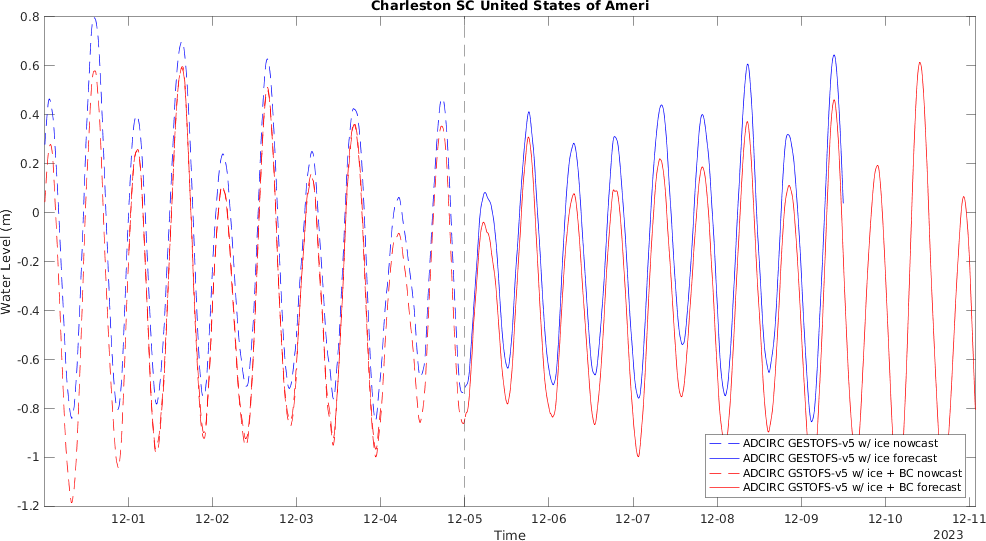 Charleston SC United States of Ameri
0.8
0.6
0.4
0.2
0
-0.2
-0.4
-0.6
-0.8
-1
-1.2
Water Level (m)
12-01 12-02 12-03 12-04 12-05 12-06 12-07 12-08 12-09 12-10 12-11
Time
2023
ADCIRC GESTOFS-v5 w/ ice nowcast
ADCIRC GESTOFS-v5 w/ ice forecast
ADCIRC GSTOFS-v5 w/ ice + BC nowcast
ADCIRC GSTOFS-v5 w/ ice + BC forecast